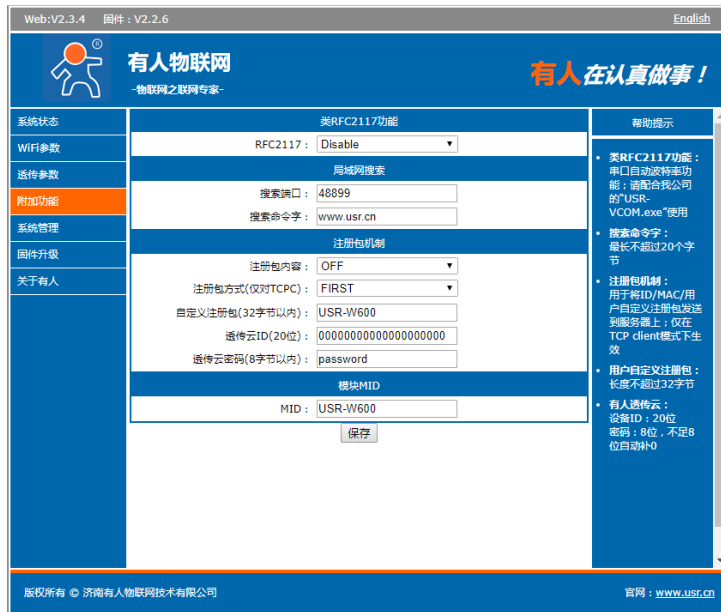 Web:V2.3.4 固件：V2.2.6 English
®
有人物联网
-物联网之联网专家-
有人在认真做事！
系统状态
WiFi参数
透传参数
附加功能
系统管理
固件升级
关于有人
类RFC2117功能
RFC2117： Disable
局域网搜索
搜索端口： 48899
搜索命令字： www.usr.cn
注册包机制
注册包内容： OFF
注册包方式(仅对TCPC)： FIRST
自定义注册包(32字节以内)： USR-W600
透传云ID(20位)： 00000000000000000000
透传云密码(8字节以内)： password
模块MID
MID： USR-W600
保存
帮助提示
• 类RFC2117功能：
串口自动波特率功
能；请配合我公司
的"USR-
VCOM.exe"使用
• 搜索命令字：
最长不超过20个字
节
• 注册包机制：
用于将ID/MAC/用
户自定义注册包发送
到服务器上；仅在
TCP client模式下生
效
• 用户自定义注册包：
长度不超过32字节
• 有人透传云：
设备ID：20位
密码：8位，不足8
位自动补0
版权所有 © 济南有人物联网技术有限公司
官网：www.usr.cn